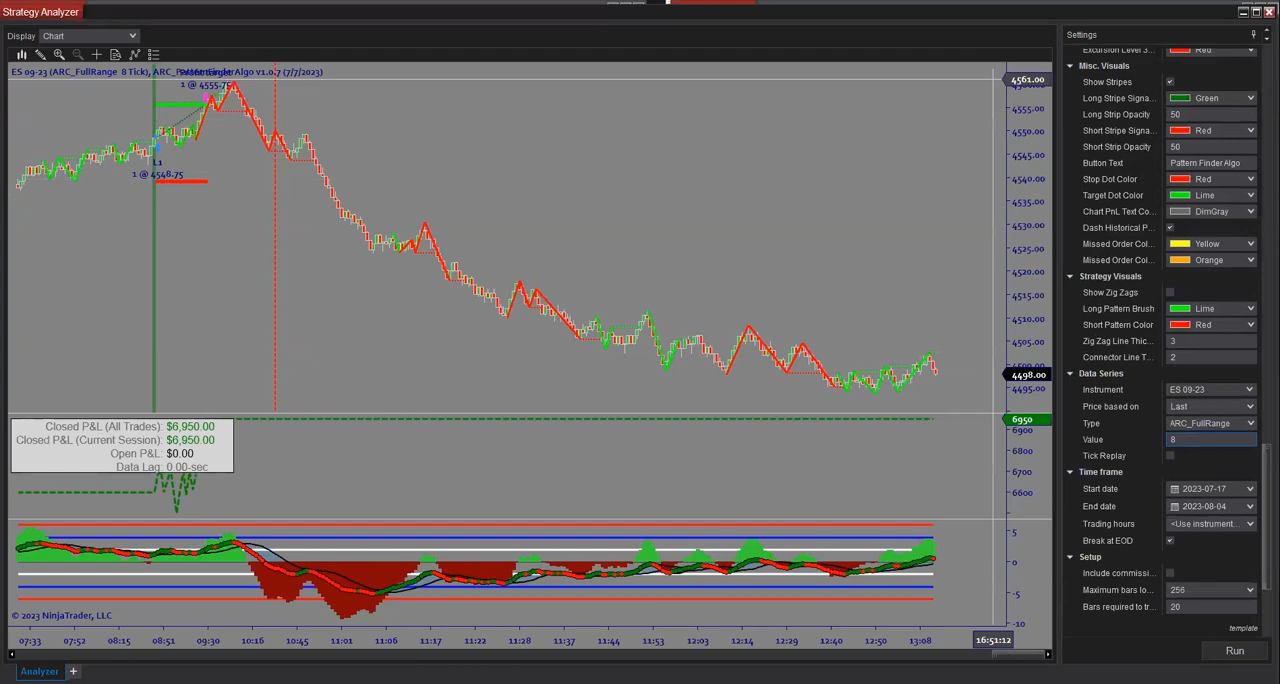 Strategy Analyzer
Display Chart
ES 09-23 (ARC_FullRange 8 Tick), ARC_PatternFinderAlgo v1.0.7 (7/7/2023)
1 @ 4555.75
L1
1 @ 4548.75
4561.00
4555.00
4550.00
4545.00
4540.00
4535.00
4530.00
4525.00
4520.00
4515.00
4510.00
4505.00
4498.00
4495.00
Closed P&L (All Trades): $6,950.00
Closed P&L (Current Session): $6,950.00
Open P&L: $0.00
Data Lag: 0.00-sec
6950
6900
6800
6700
6600
5
0
-5
-10
© 2023 NinjaTrader, LLC
07:33 07:52 08:15 08:51 09:30 10:16 10:45 11:01 11:06 11:17 11:22 11:28 11:44 11:53 12:03 12:14 12:29 12:40 12:50 13:08 16:51:12
Analyzer +
Settings
Excursion Level 3... Red
Misc. Visuals
Show Stripes
Long Stripe Signa... Green
Long Strip Opacity 50
Short Stripe Signa... Red
Short Strip Opacity 50
Button Text Pattern Finder Algo
Stop Dot Color Red
Target Dot Color Lime
Chart PnL Text Co... DimGray
Dash Historical P...
Missed Order Col... Yellow
Missed Order Col... Orange
Strategy Visuals
Show Zig Zags
Long Pattern Brush Lime
Short Pattern Color Red
Zig Zag Line Thic... 3
Connector Line T... 2
Data Series
Instrument ES 09-23
Price based on Last
Type ARC_FullRange
Value 8
Tick Replay
Time frame
Start date 2023-07-17
End date 2023-08-04
Trading hours <Use instrument...
Break at EOD
Setup
Include commissi...
Maximum bars lo... 256
Bars required to tr... 20
template
Run